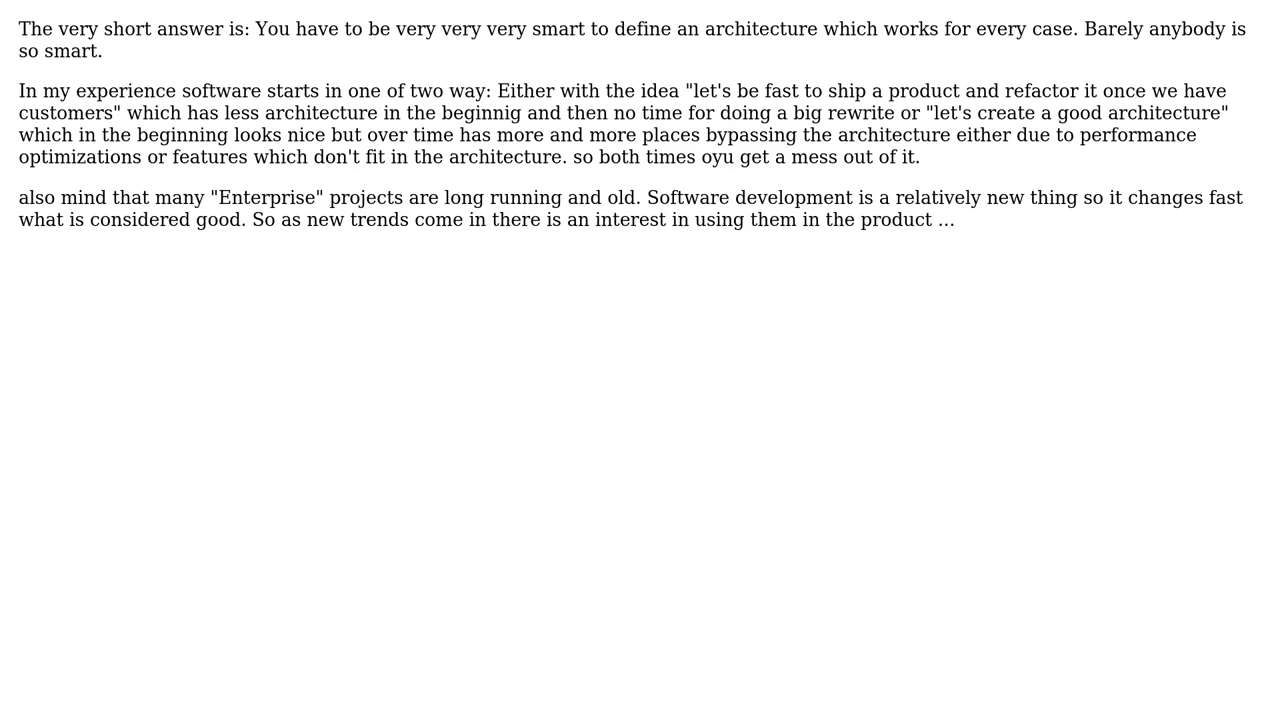 The very short answer is: You have to be very very very smart to define an architecture which works for every case. Barely anybody is
so smart.
In my experience software starts in one of two way: Either with the idea "let's be fast to ship a product and refactor it once we have
customers" which has less architecture in the beginnig and then no time for doing a big rewrite or "let's create a good architecture"
which in the beginning looks nice but over time has more and more places bypassing the architecture either due to performance
optimizations or features which don't fit in the architecture. so both times oyu get a mess out of it.
also mind that many "Enterprise" projects are long running and old. Software development is a relatively new thing so it changes fast
what is considered good. So as new trends come in there is an interest in using them in the product ...